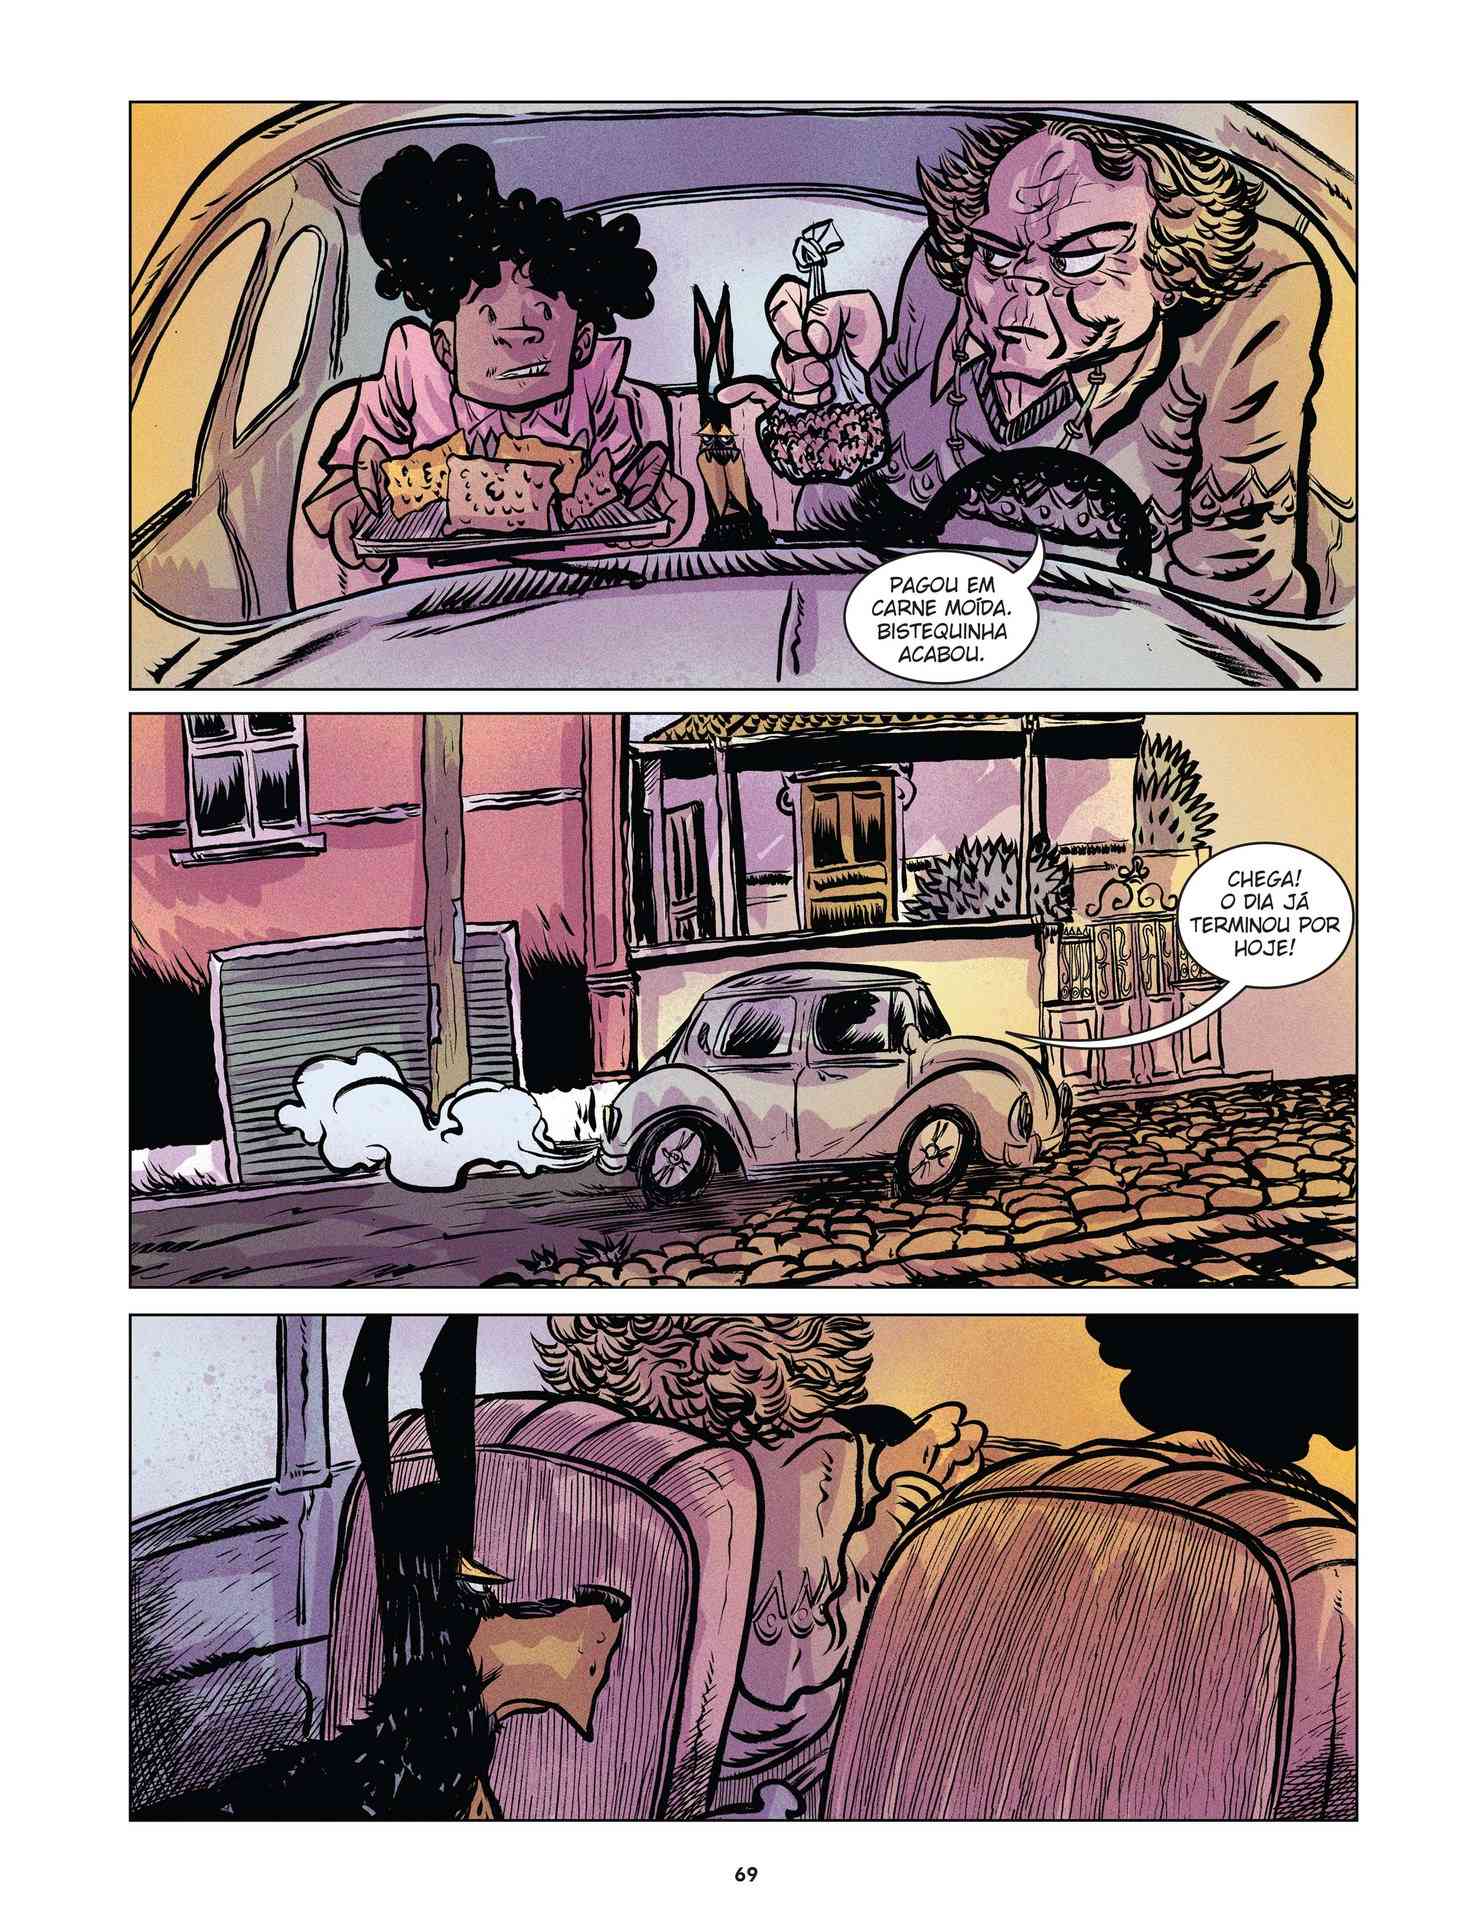 PAGOU EM
CARNE MOÍDA.
BISTEQUINHA
ACABOU.
CHEGA!
O DIA JÁ
TERMINOU POR
HOJE!
69